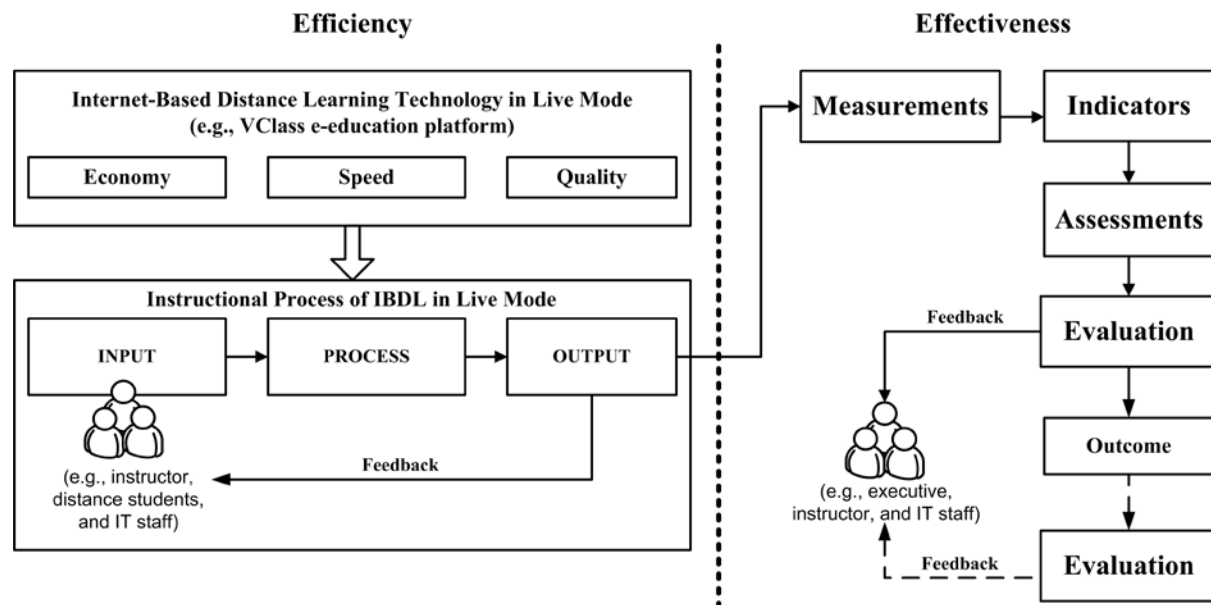 Efficiency
Internet-Based Distance Learning Technology in Live Mode
(e.g., VClass e-education platform)
Economy
Speed
Quality
Instructional Process of IBDL in Live Mode
INPUT
PROCESS
OUTPUT
Feedback
(e.g., instructor,
distance students,
and IT staff)
Effectiveness
Measurements
Indicators
Assessments
Evaluation
Feedback
Outcome
(e.g., executive,
instructor, and IT staff)
Feedback
Evaluation